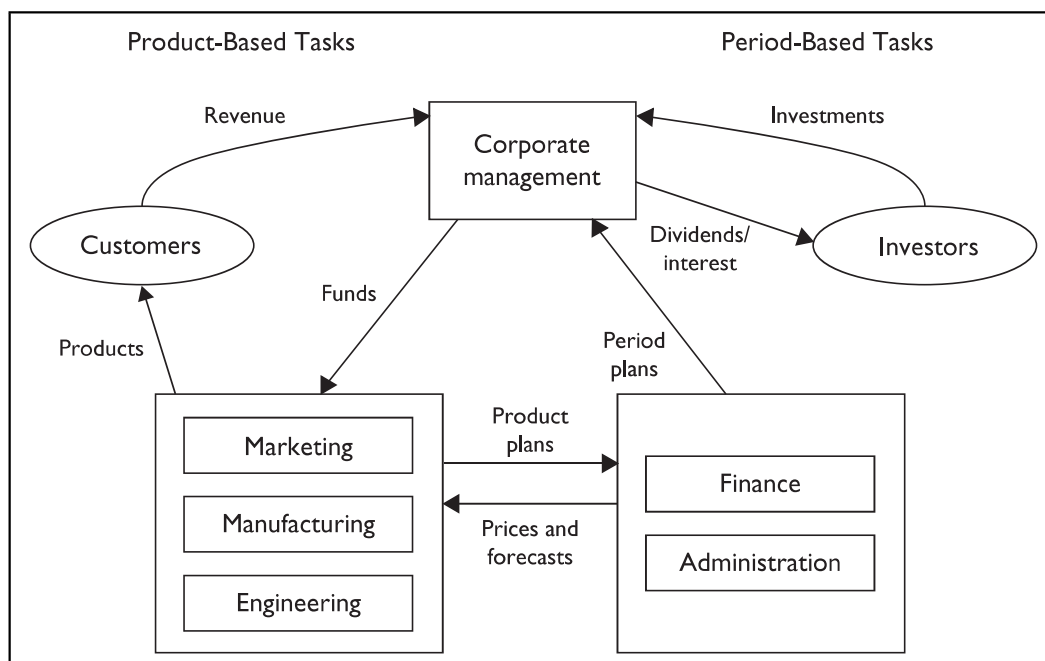 Product-Based Tasks
Period-Based Tasks
Revenue
Investments
Corporate
management
Customers
Dividends/
interest
Investors
Funds
Products
Period
plans
Marketing
Manufacturing
Engineering
Product
plans
Prices and
forecasts
Finance
Administration